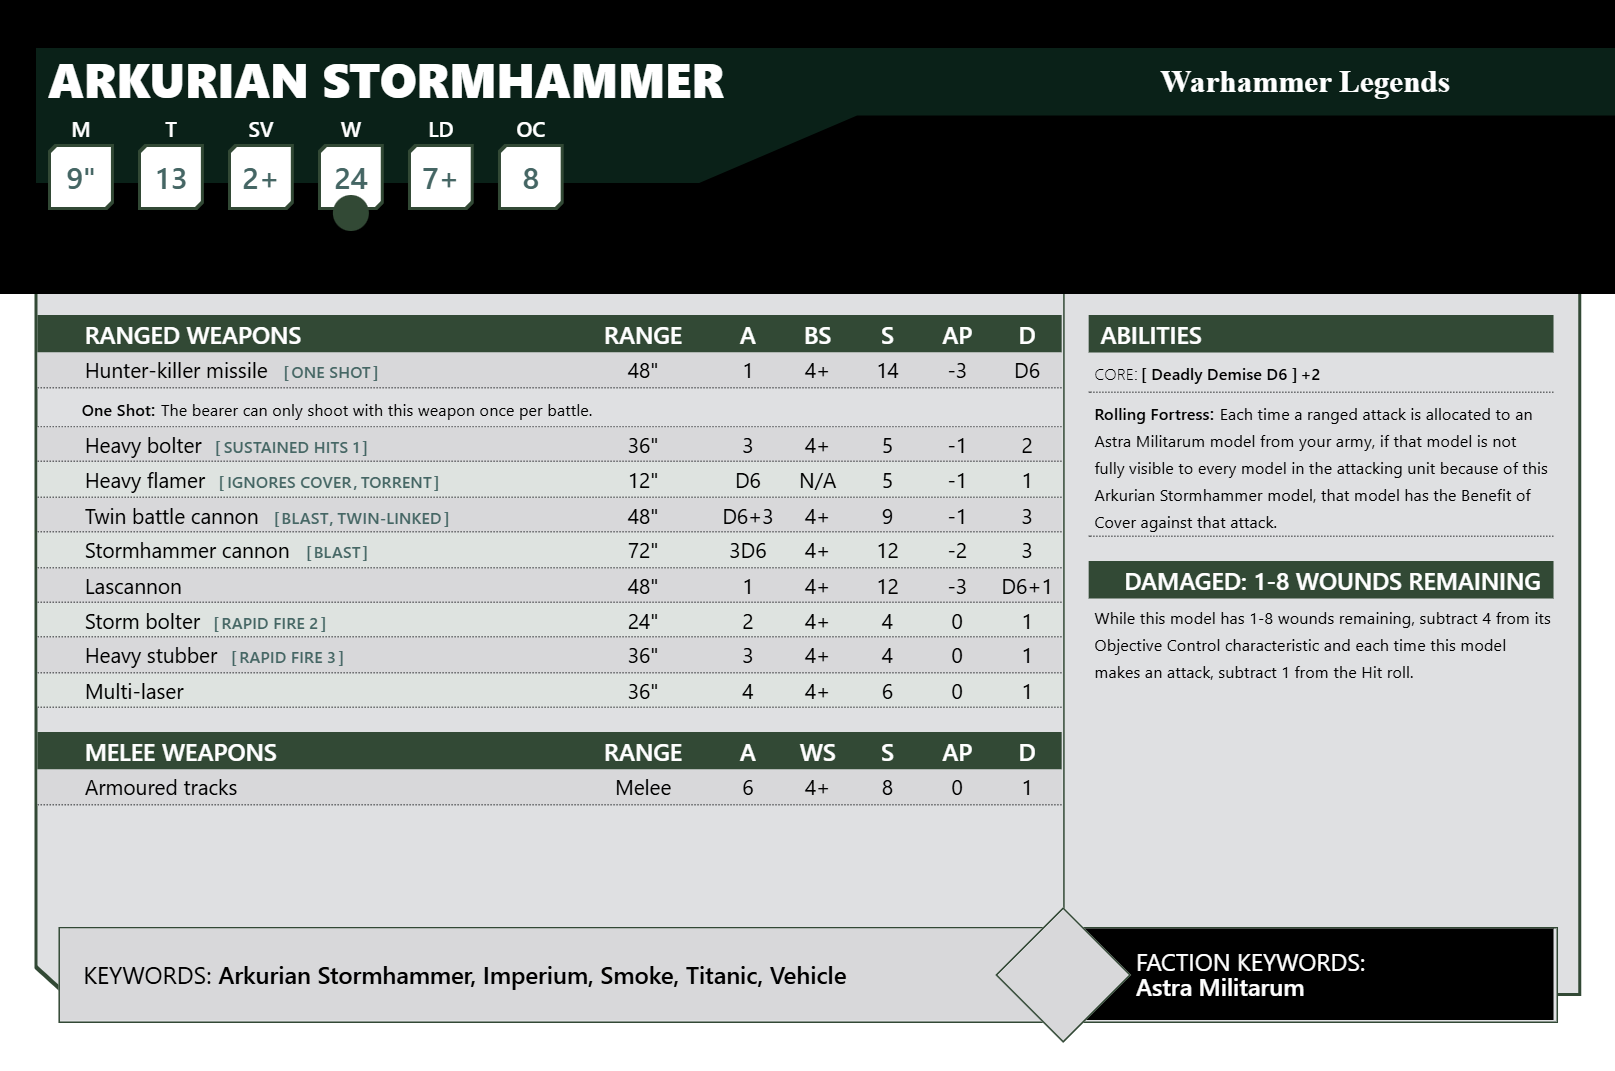 ARKURIAN STORMHAMMER
Warhammer Legends
M T SV W LD OC
9" 13 2+ 24 7+ 8
RANGED WEAPONS RANGE A BS S AP D
Hunter-killer missile [ONE SHOT] 48" 1 4+ 14 -3 D6
One Shot: The bearer can only shoot with this weapon once per battle.
Heavy bolter [SUSTAINED HITS 1] 36" 3 4+ 5 -1 2
Heavy flamer [IGNORES COVER, TORRENT] 12" D6 N/A 5 -1 1
Twin battle cannon [BLAST, TWIN-LINKED] 48" D6+3 4+ 9 -1 3
Stormhammer cannon [BLAST] 72" 3D6 4+ 12 -2 3
Lascannon 48" 1 4+ 12 -3 D6+1
Storm bolter [RAPID FIRE 2] 24" 2 4+ 4 0 1
Heavy stubber [RAPID FIRE 3] 36" 3 4+ 4 0 1
Multi-laser 36" 4 4+ 6 0 1
MELEE WEAPONS RANGE A WS S AP D
Armoured tracks Melee 6 4+ 8 0 1
ABILITIES
CORE: [ Deadly Demise D6 ] +2
Rolling Fortress: Each time a ranged attack is allocated to an
Astra Militarum model from your army, if that model is not
fully visible to every model in the attacking unit because of this
Arkurian Stormhammer model, that model has the Benefit of
Cover against that attack.
DAMAGED: 1-8 WOUNDS REMAINING
While this model has 1-8 wounds remaining, subtract 4 from its
Objective Control characteristic and each time this model
makes an attack, subtract 1 from the Hit roll.
KEYWORDS: Arkurian Stormhammer, Imperium, Smoke, Titanic, Vehicle
FACTION KEYWORDS:
Astra Militarum